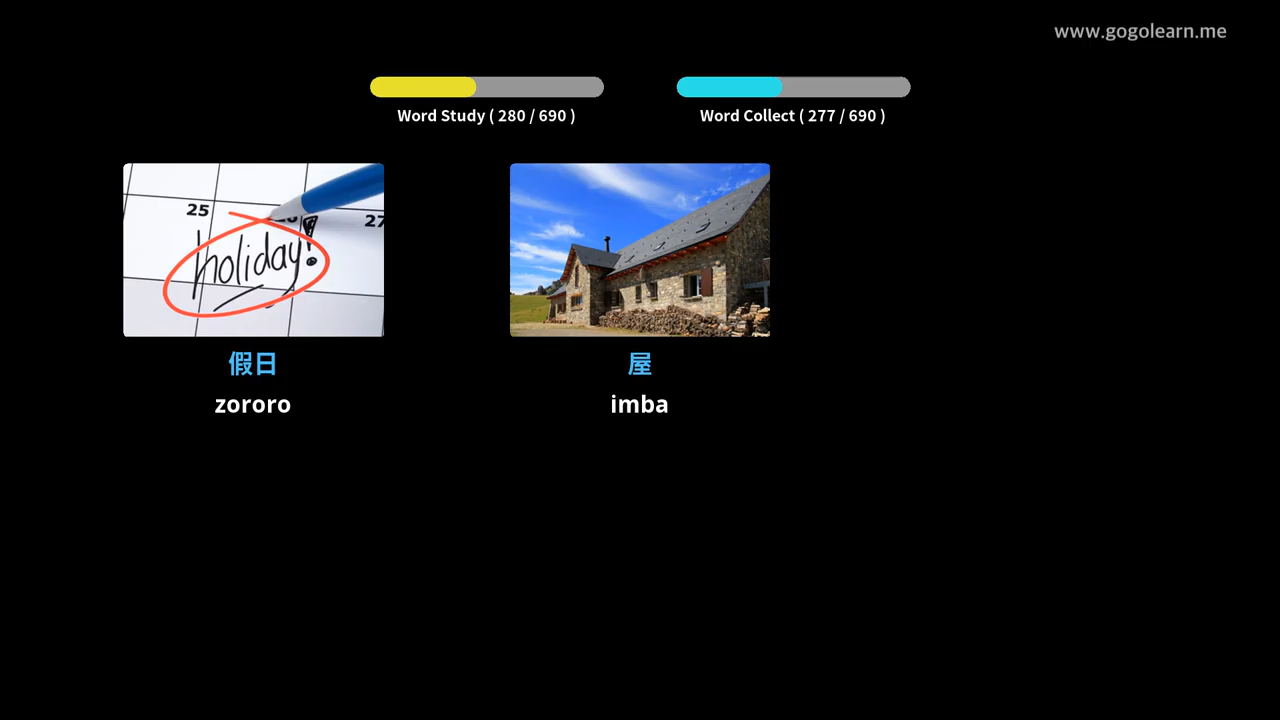 www.gogolearn.me
Word Study ( 280 / 690 )
Word Collect ( 277 / 690 )
25
27
holiday!
假日
屋
zororo
imba